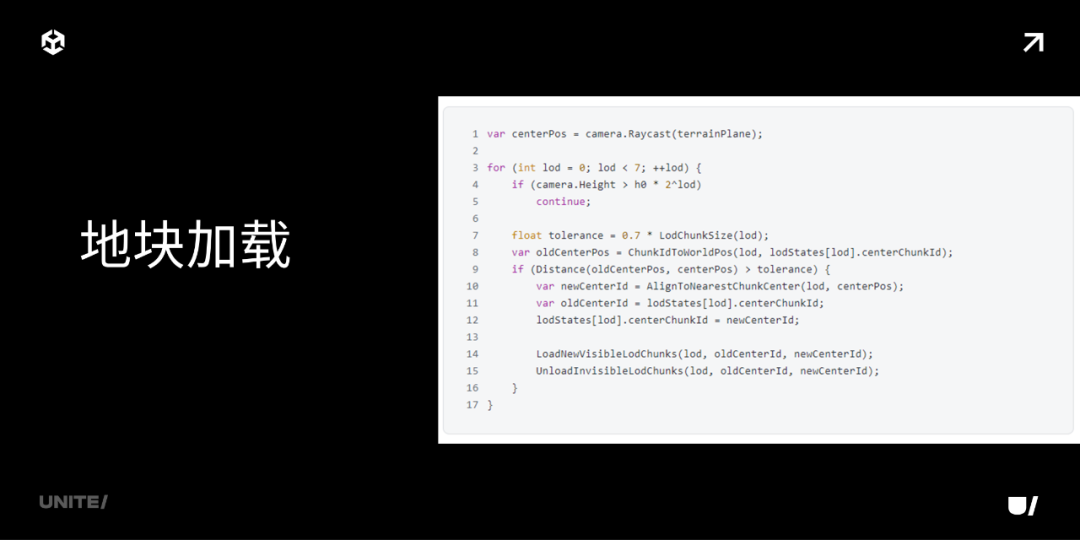 地块加载
1 var centerPos = camera.Raycast(terrainPlane);
2
3 for (int lod = 0; lod < 7; ++lod) {
4     if (camera.Height > h0 * 2^lod)
5         continue;
6
7     float tolerance = 0.7 * LodChunkSize(lod);
8     var oldCenterPos = ChunkIdToWorldPos(lod, lodStates[lod].centerChunkId);
9     if (Distance(oldCenterPos, centerPos) > tolerance) {
10         var newCenterId = AlignToNearestChunkCenter(lod, centerPos);
11         var oldCenterId = lodStates[lod].centerChunkId;
12         lodStates[lod].centerChunkId = newCenterId;
13
14         LoadNewVisibleLodChunks(lod, oldCenterId, newCenterId);
15         UnloadInvisibleLodChunks(lod, oldCenterId, newCenterId);
16     }
17 }
UNITE/
U/